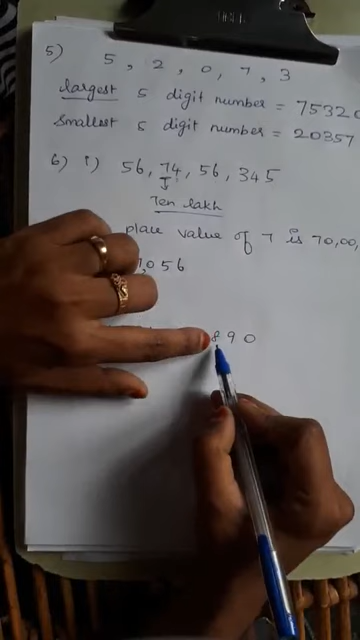 5) 5, 2, 0, 7, 3
largest 5 digit number = 75320
Smallest 5 digit number = 20357
6) i) 56, 74, 56, 345
Ten lakh
place value of 7 is 70,00,
,056
890